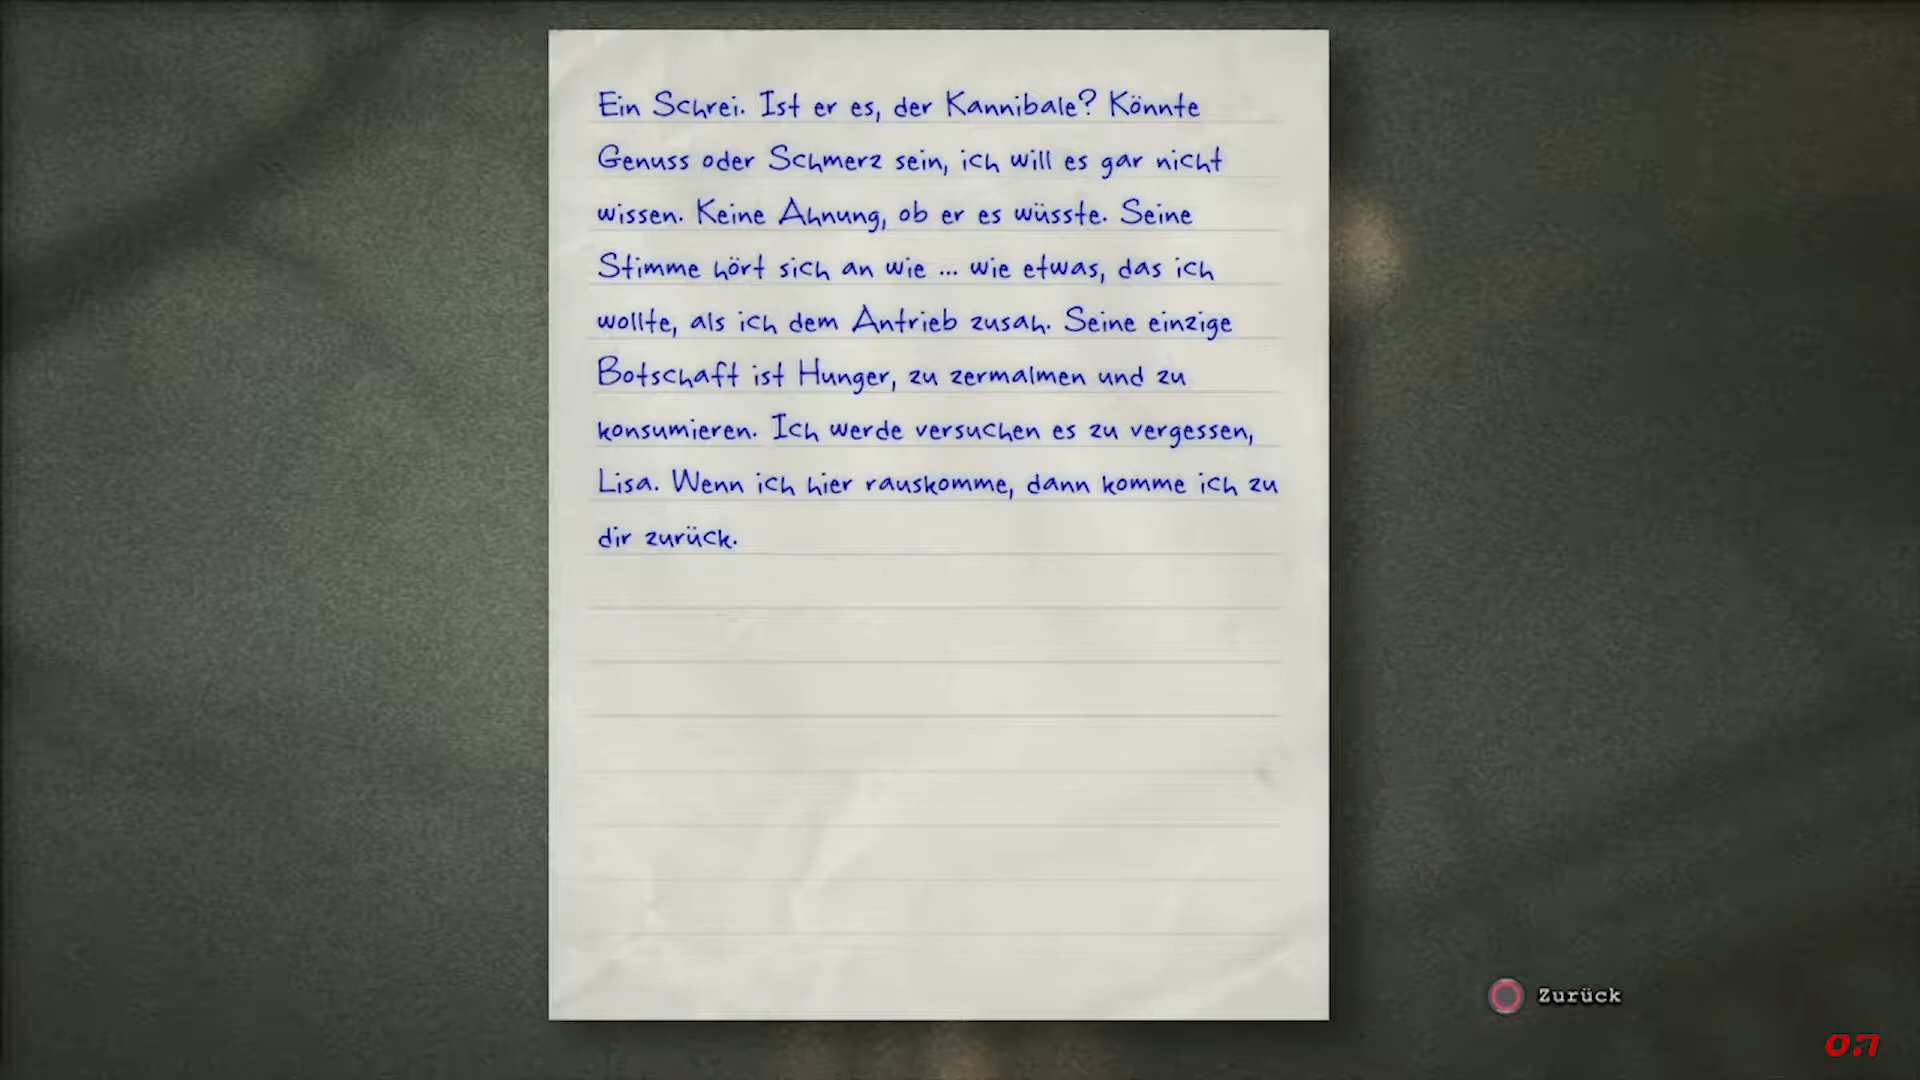 Ein Schrei. Ist er es, der Kannibale? Könnte
Genuss oder Schmerz sein, ich will es gar nicht
wissen. Keine Ahnung, ob er es wüsste. Seine
Stimme hört sich an wie ... wie etwas, das ich
wollte, als ich dem Antrieb zusah. Seine einzige
Botschaft ist Hunger, zu zermalmen und zu
konsumieren. Ich werde versuchen es zu vergessen,
Lisa. Wenn ich hier rauskomme, dann komme ich zu
dir zurück.
Zurück